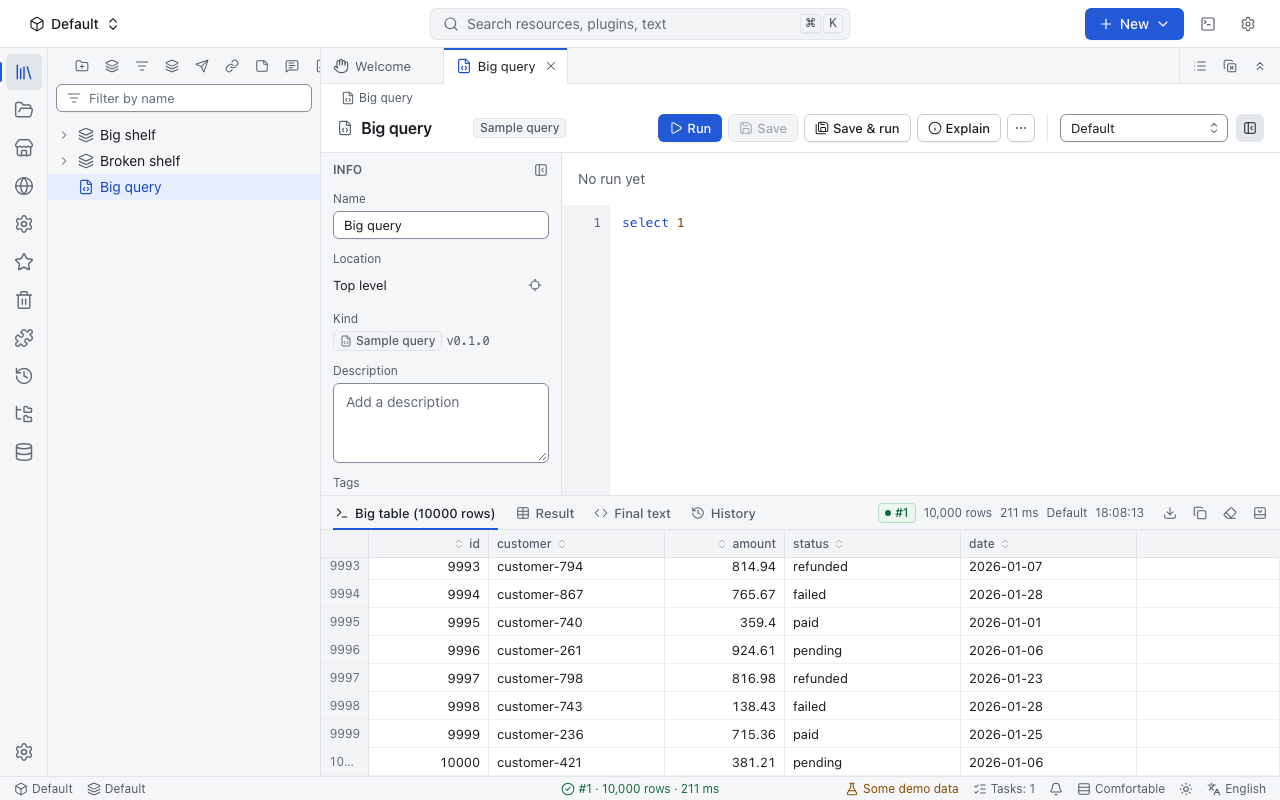 Default
Search resources, plugins, text
⌘ K
New
Filter by name
Big shelf
Broken shelf
Big query
Welcome
Big query
Big query
Big query
Sample query
Run
Save
Save & run
Explain
Default
INFO
Name
Big query
Location
Top level
Kind
Sample query v0.1.0
Description
Add a description
Tags
No run yet
1 select 1
Big table (10000 rows)
Result
Final text
History
#1 10,000 rows 211 ms Default 18:08:13
id customer amount status date
9993 9993 customer-794 814.94 refunded 2026-01-07
9994 9994 customer-867 765.67 failed 2026-01-28
9995 9995 customer-740 359.4 paid 2026-01-01
9996 9996 customer-261 924.61 pending 2026-01-06
9997 9997 customer-798 816.98 refunded 2026-01-23
9998 9998 customer-743 138.43 failed 2026-01-28
9999 9999 customer-236 715.36 paid 2026-01-25
10... 10000 customer-421 381.21 pending 2026-01-06
Default Default #1 · 10,000 rows · 211 ms Some demo data Tasks: 1 Comfortable English